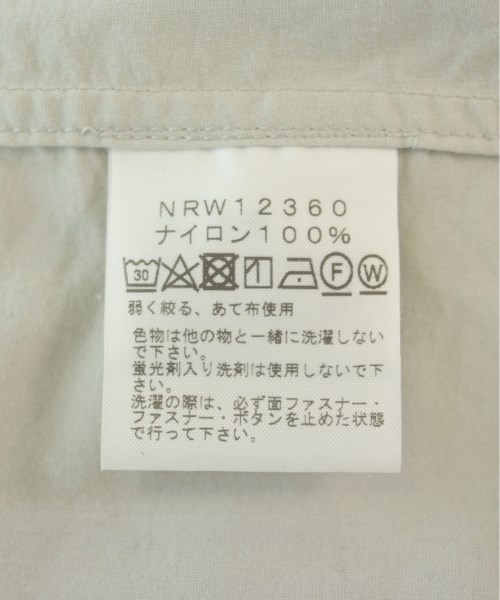 NRW12360
ナイロン100%
30 F W
弱く絞る、あて布使用
色物は他の物と一緒に洗濯しない
で下さい。
蛍光剤入り洗剤は使用しないで下
さい。
洗濯の際は、必ず面ファスナー・
ファスナー・ボタンを止めた状態
で行って下さい。